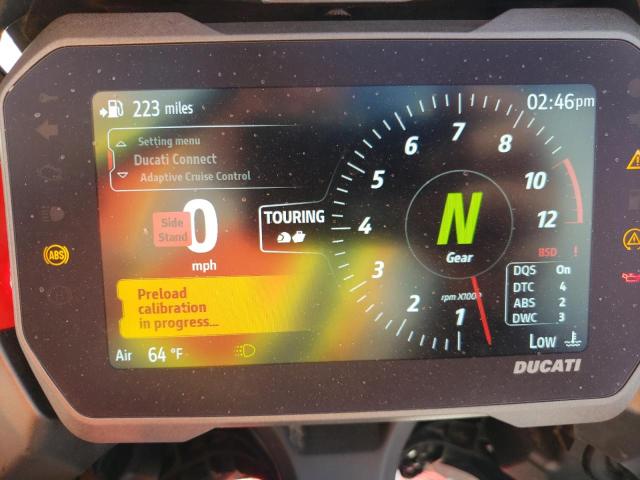 223 miles
02:46pm
Setting menu
Ducati Connect
Adaptive Cruise Control
Side
Stand
0
mph
TOURING
1
2
3
4
5
6
7
8
10
12
N
Gear
rpm X1000
BSD !
DQS On
DTC 4
ABS 2
DWC 3
Preload
calibration
in progress...
Air 64 °F
Low
ABS
DUCATI